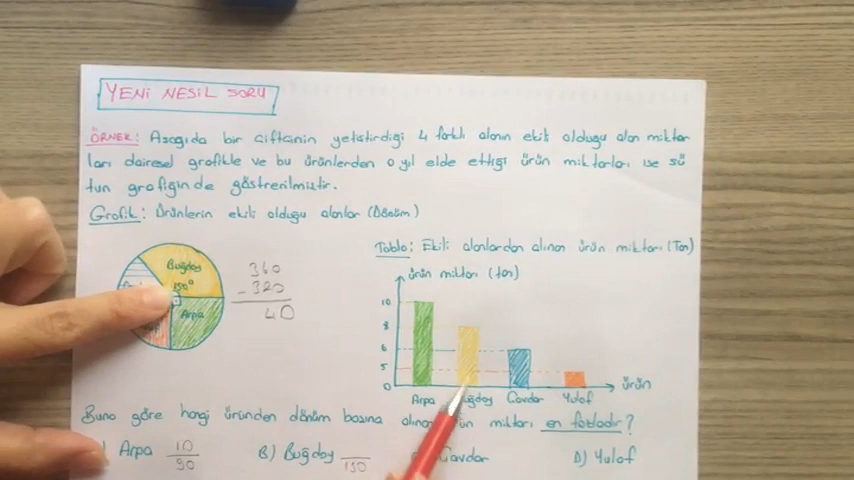 YENİ NESİL SORU
ÖRNEK: Aşağıda bir çiftçinin yetiştirdiği 4 farklı alanın ekili olduğu alan miktar
ları dairesel grafikle ve bu ürünlerden o yıl elde ettiği ürün miktarları ise sü
tun grafiğinde göstrerilmiştir.
Grafik: Ürünlerin ekili olduğu alanlar (Dönüm)
Tablo: Ekili alanlardan alınan ürün miktarı (Ton)
Buğday
150°
Arpa
360
- 320
40
ürün miktarı (ton)
10
8
6
5
0
Arpa
Çavdar
Yulaf
ürün
Buna göre hangi üründen dönüm başına miktarı en fazladır?
Arpa 10/90
B) Buğday /150
Çavdar
D) Yulaf